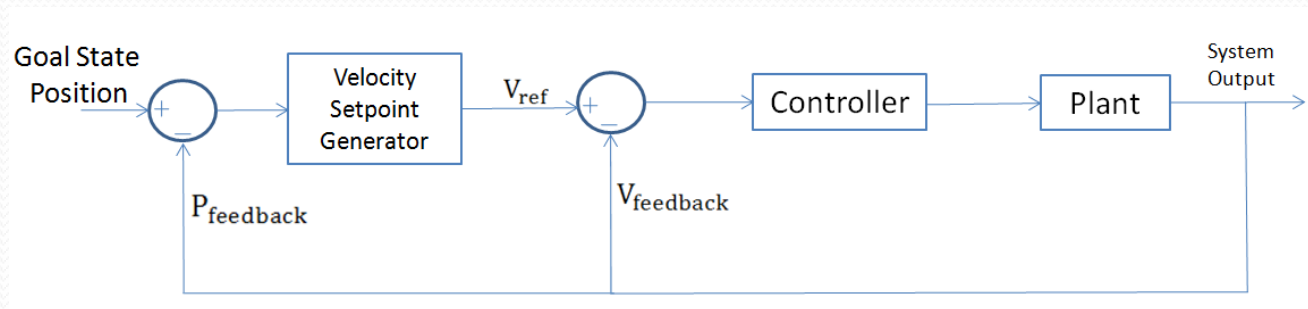 Goal State
Position
+
−
Velocity
Setpoint
Generator
Vref
+
−
Controller
Plant
System
Output
Pfeedback
Vfeedback